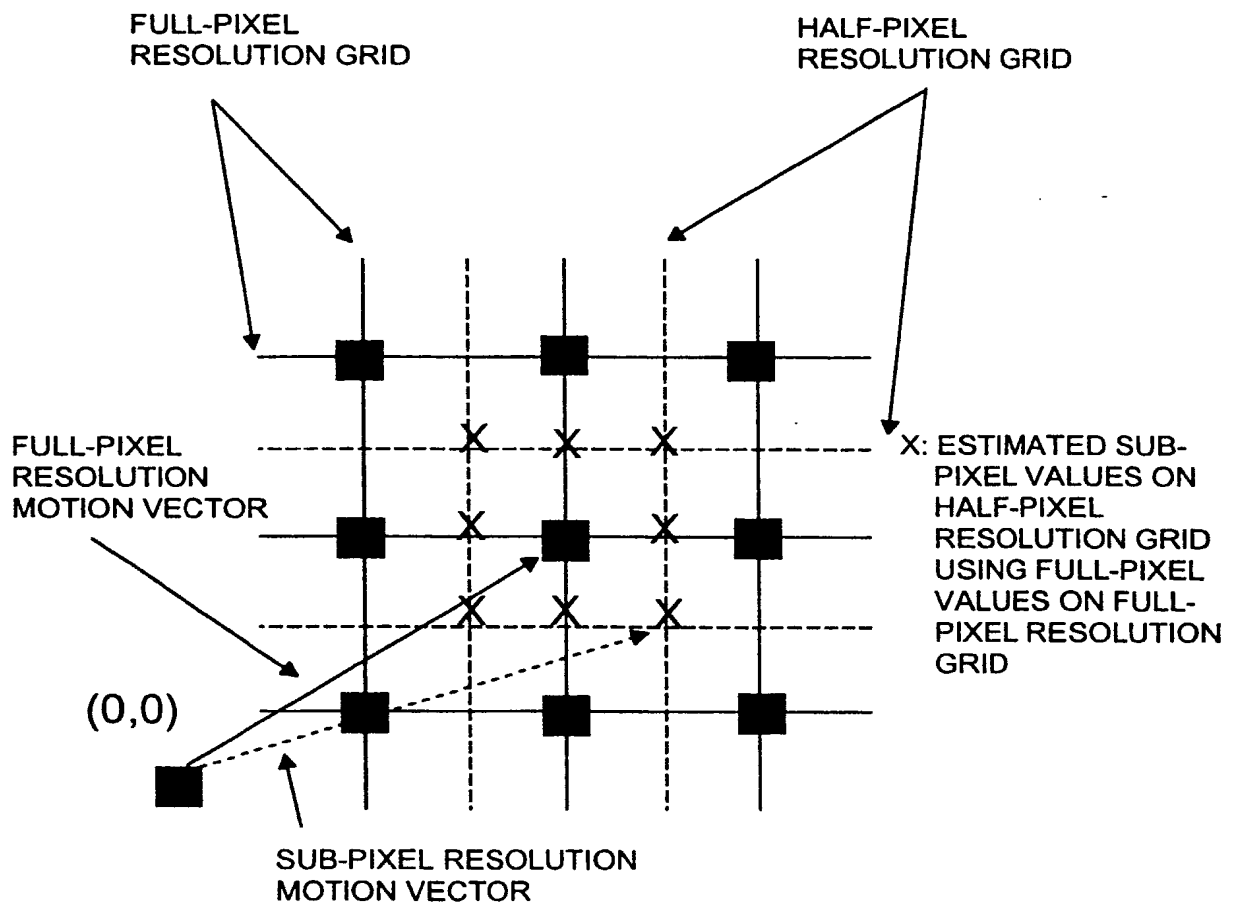 FULL-PIXEL
RESOLUTION GRID
HALF-PIXEL
RESOLUTION GRID
FULL-PIXEL
RESOLUTION
MOTION VECTOR
X: ESTIMATED SUB-
PIXEL VALUES ON
HALF-PIXEL
RESOLUTION GRID
USING FULL-PIXEL
VALUES ON FULL-
PIXEL RESOLUTION
GRID
X X X
X X
X X X
(0,0)
SUB-PIXEL RESOLUTION
MOTION VECTOR